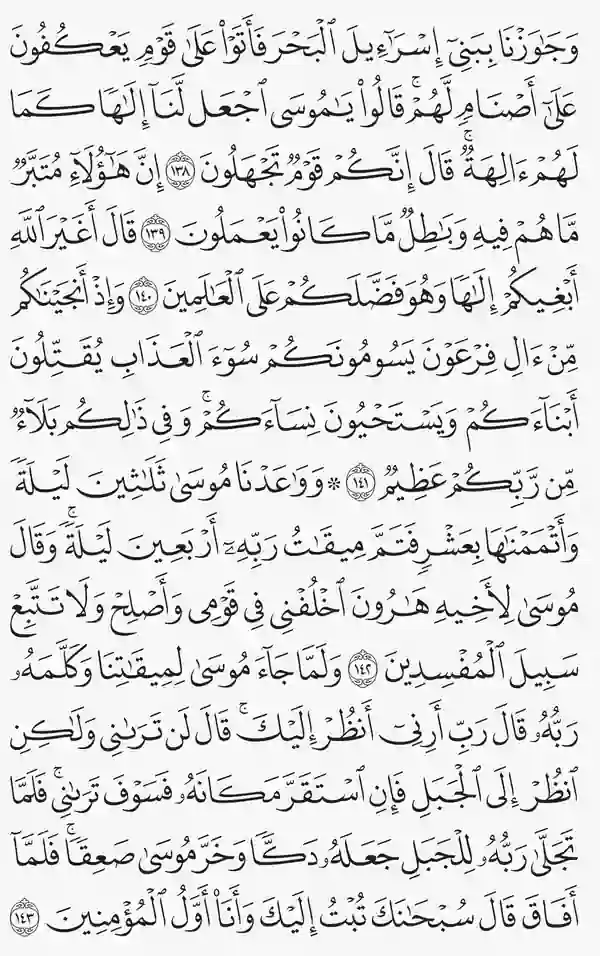 وَجَٰوَزۡنَا بِبَنِيٓ إِسۡرَٰٓءِيلَ ٱلۡبَحۡرَ فَأَتَوۡاْ عَلَىٰ قَوۡمٖ يَعۡكُفُونَ
عَلَىٰٓ أَصۡنَامٖ لَّهُمۡۚ قَالُواْ يَٰمُوسَى ٱجۡعَل لَّنَآ إِلَٰهٗا كَمَا
لَهُمۡ ءَالِهَةٞۚ قَالَ إِنَّكُمۡ قَوۡمٞ تَجۡهَلُونَ ١٣٨ إِنَّ هَٰٓؤُلَآءِ مُتَبَّرٞ
مَّا هُمۡ فِيهِ وَبَٰطِلٞ مَّا كَانُواْ يَعۡمَلُونَ ١٣٩ قَالَ أَغَيۡرَ ٱللَّهِ
أَبۡغِيكُمۡ إِلَٰهٗا وَهُوَ فَضَّلَكُمۡ عَلَى ٱلۡعَٰلَمِينَ ١٤٠ وَإِذۡ أَنجَيۡنَٰكُم
مِّنۡ ءَالِ فِرۡعَوۡنَ يَسُومُونَكُمۡ سُوٓءَ ٱلۡعَذَابِ يُقَتِّلُونَ
أَبۡنَآءَكُمۡ وَيَسۡتَحۡيُونَ نِسَآءَكُمۡۚ وَفِي ذَٰلِكُم بَلَآءٞ
مِّن رَّبِّكُمۡ عَظِيمٞ ١٤١ ۞ وَوَٰعَدۡنَا مُوسَىٰ ثَلَٰثِينَ لَيۡلَةٗ
وَأَتۡمَمۡنَٰهَا بِعَشۡرٖ فَتَمَّ مِيقَٰتُ رَبِّهِۦٓ أَرۡبَعِينَ لَيۡلَةٗۚ وَقَالَ
مُوسَىٰ لِأَخِيهِ هَٰرُونَ ٱخۡلُفۡنِي فِي قَوۡمِي وَأَصۡلِحۡ وَلَا تَتَّبِعۡ
سَبِيلَ ٱلۡمُفۡسِدِينَ ١٤٢ وَلَمَّا جَآءَ مُوسَىٰ لِمِيقَٰتِنَا وَكَلَّمَهُۥ
رَبُّهُۥ قَالَ رَبِّ أَرِنِيٓ أَنظُرۡ إِلَيۡكَۚ قَالَ لَن تَرَىٰنِي وَلَٰكِنِ
ٱنظُرۡ إِلَى ٱلۡجَبَلِ فَإِنِ ٱسۡتَقَرَّ مَكَانَهُۥ فَسَوۡفَ تَرَىٰنِيۚ فَلَمَّا
تَجَلَّىٰ رَبُّهُۥ لِلۡجَبَلِ جَعَلَهُۥ دَكّٗا وَخَرَّ مُوسَىٰ صَعِقٗاۚ فَلَمَّآ
أَفَاقَ قَالَ سُبۡحَٰنَكَ تُبۡتُ إِلَيۡكَ وَأَنَا۠ أَوَّلُ ٱلۡمُؤۡمِنِينَ ١٤٣